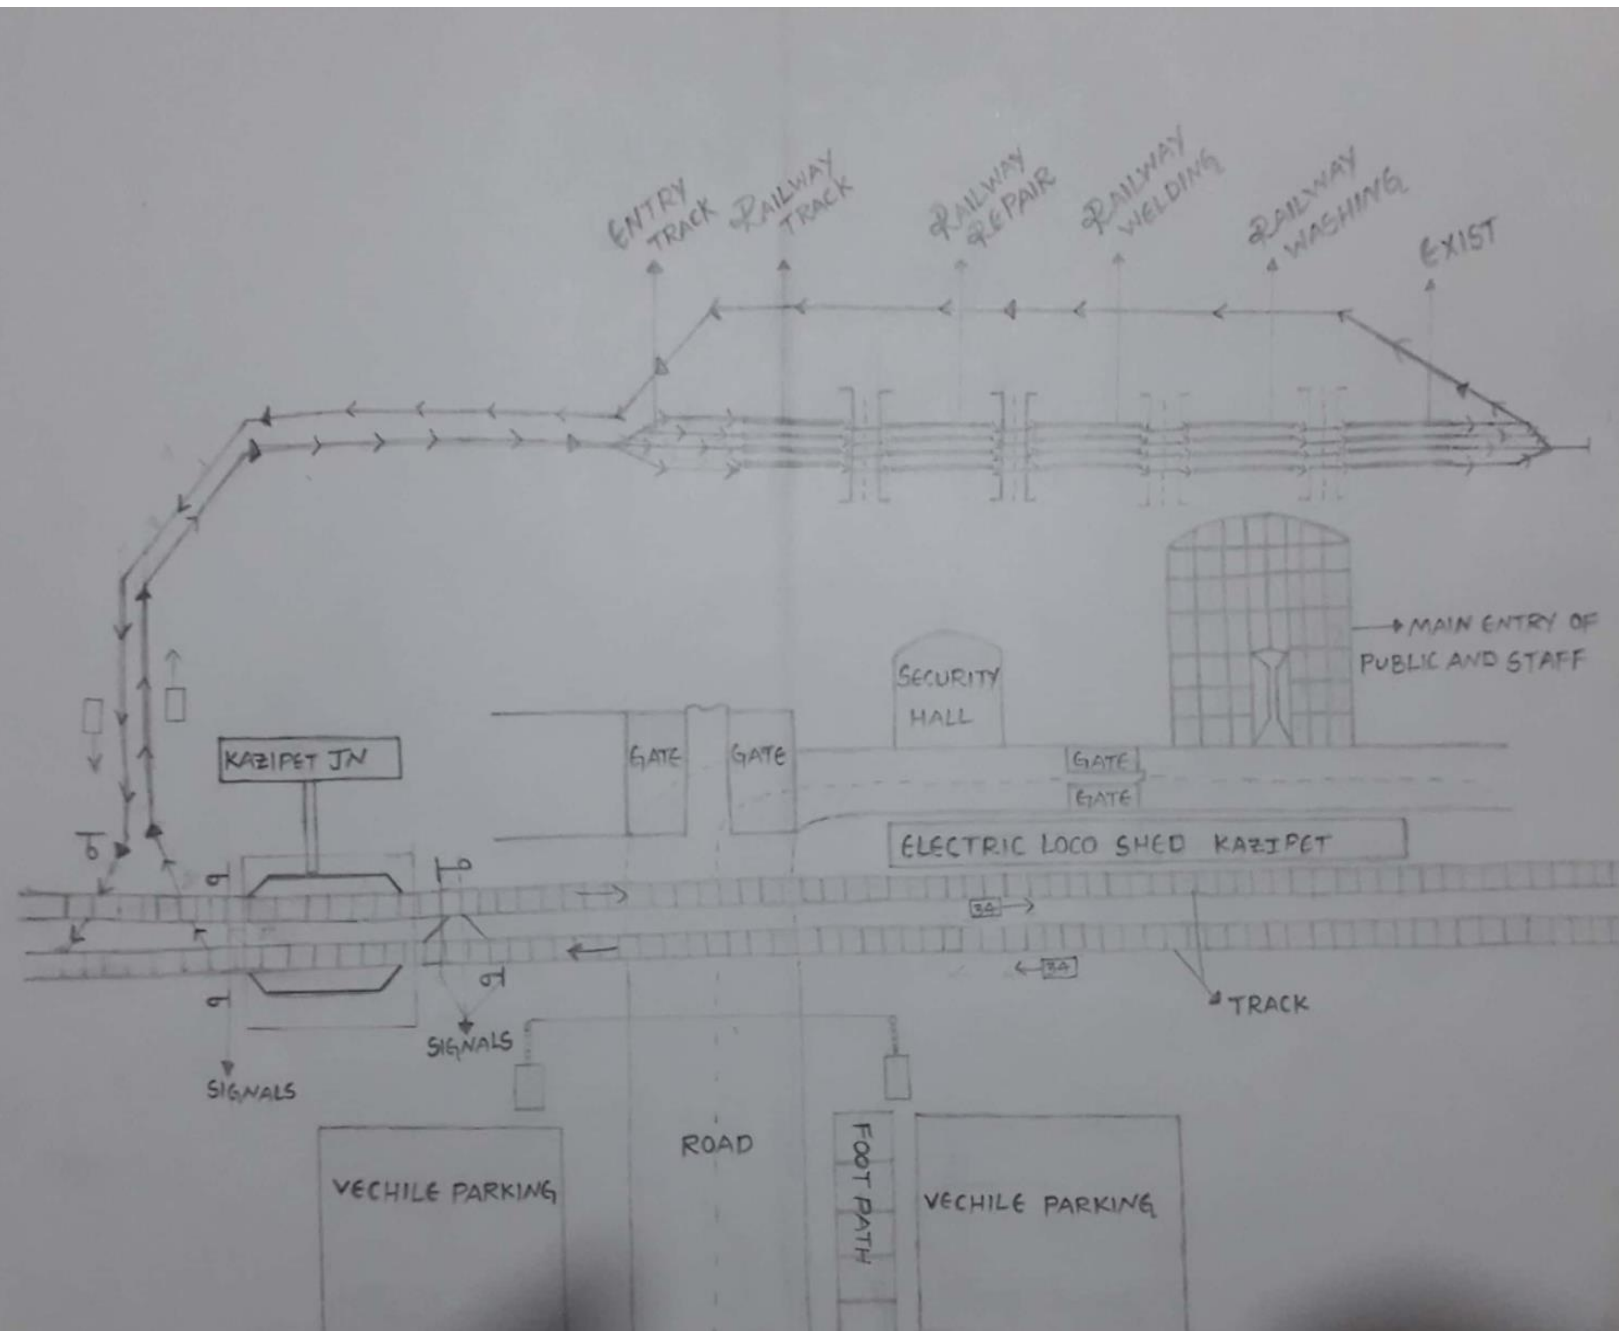 ENTRY
TRACK
RAILWAY
TRACK
RAILWAY
REPAIR
RAILWAY
WELDING
RAILWAY
WASHING
EXIST
MAIN ENTRY OF
PUBLIC AND STAFF
SECURITY
HALL
KAZIPET JN
GATE
GATE
GATE
GATE
ELECTRIC LOCO SHED KAZIPET
TRACK
SIGNALS
SIGNALS
ROAD
FOOT PATH
VECHILE PARKING
VECHILE PARKING